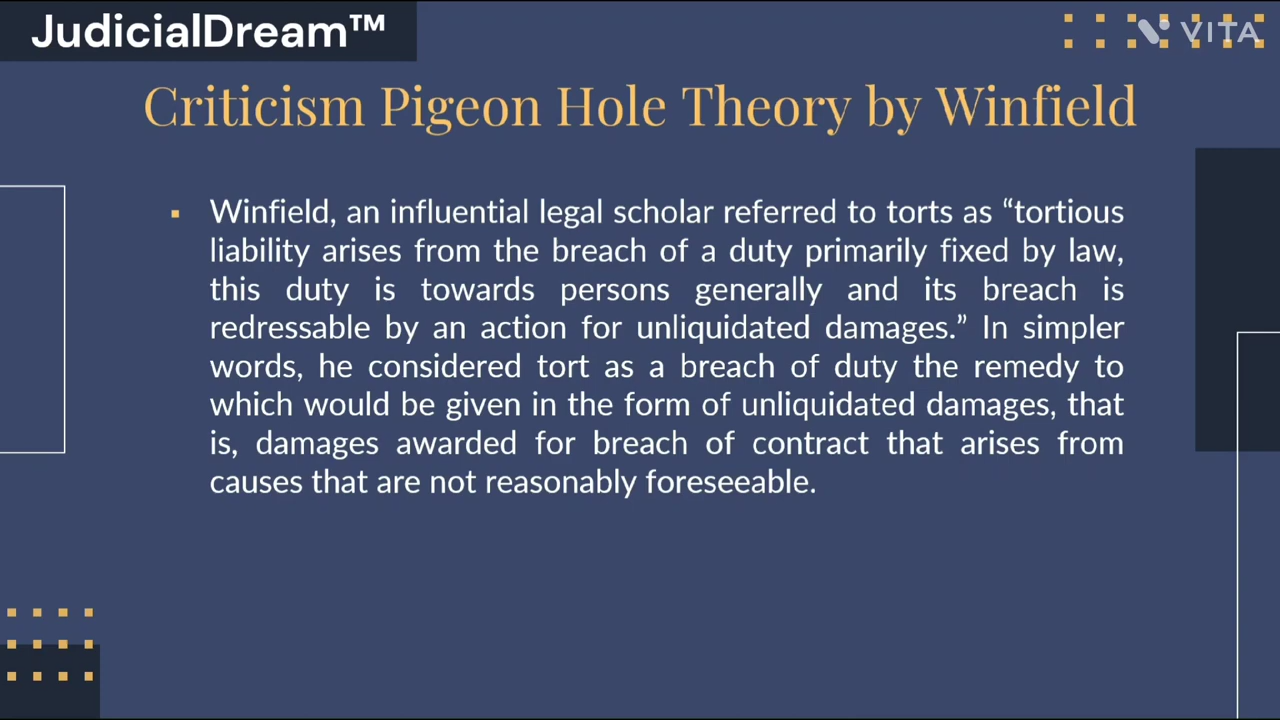 JudicialDream™
VITA
Criticism Pigeon Hole Theory by Winfield
Winfield, an influential legal scholar referred to torts as “tortious
liability arises from the breach of a duty primarily fixed by law,
this duty is towards persons generally and its breach is
redressable by an action for unliquidated damages.” In simpler
words, he considered tort as a breach of duty the remedy to
which would be given in the form of unliquidated damages, that
is, damages awarded for breach of contract that arises from
causes that are not reasonably foreseeable.